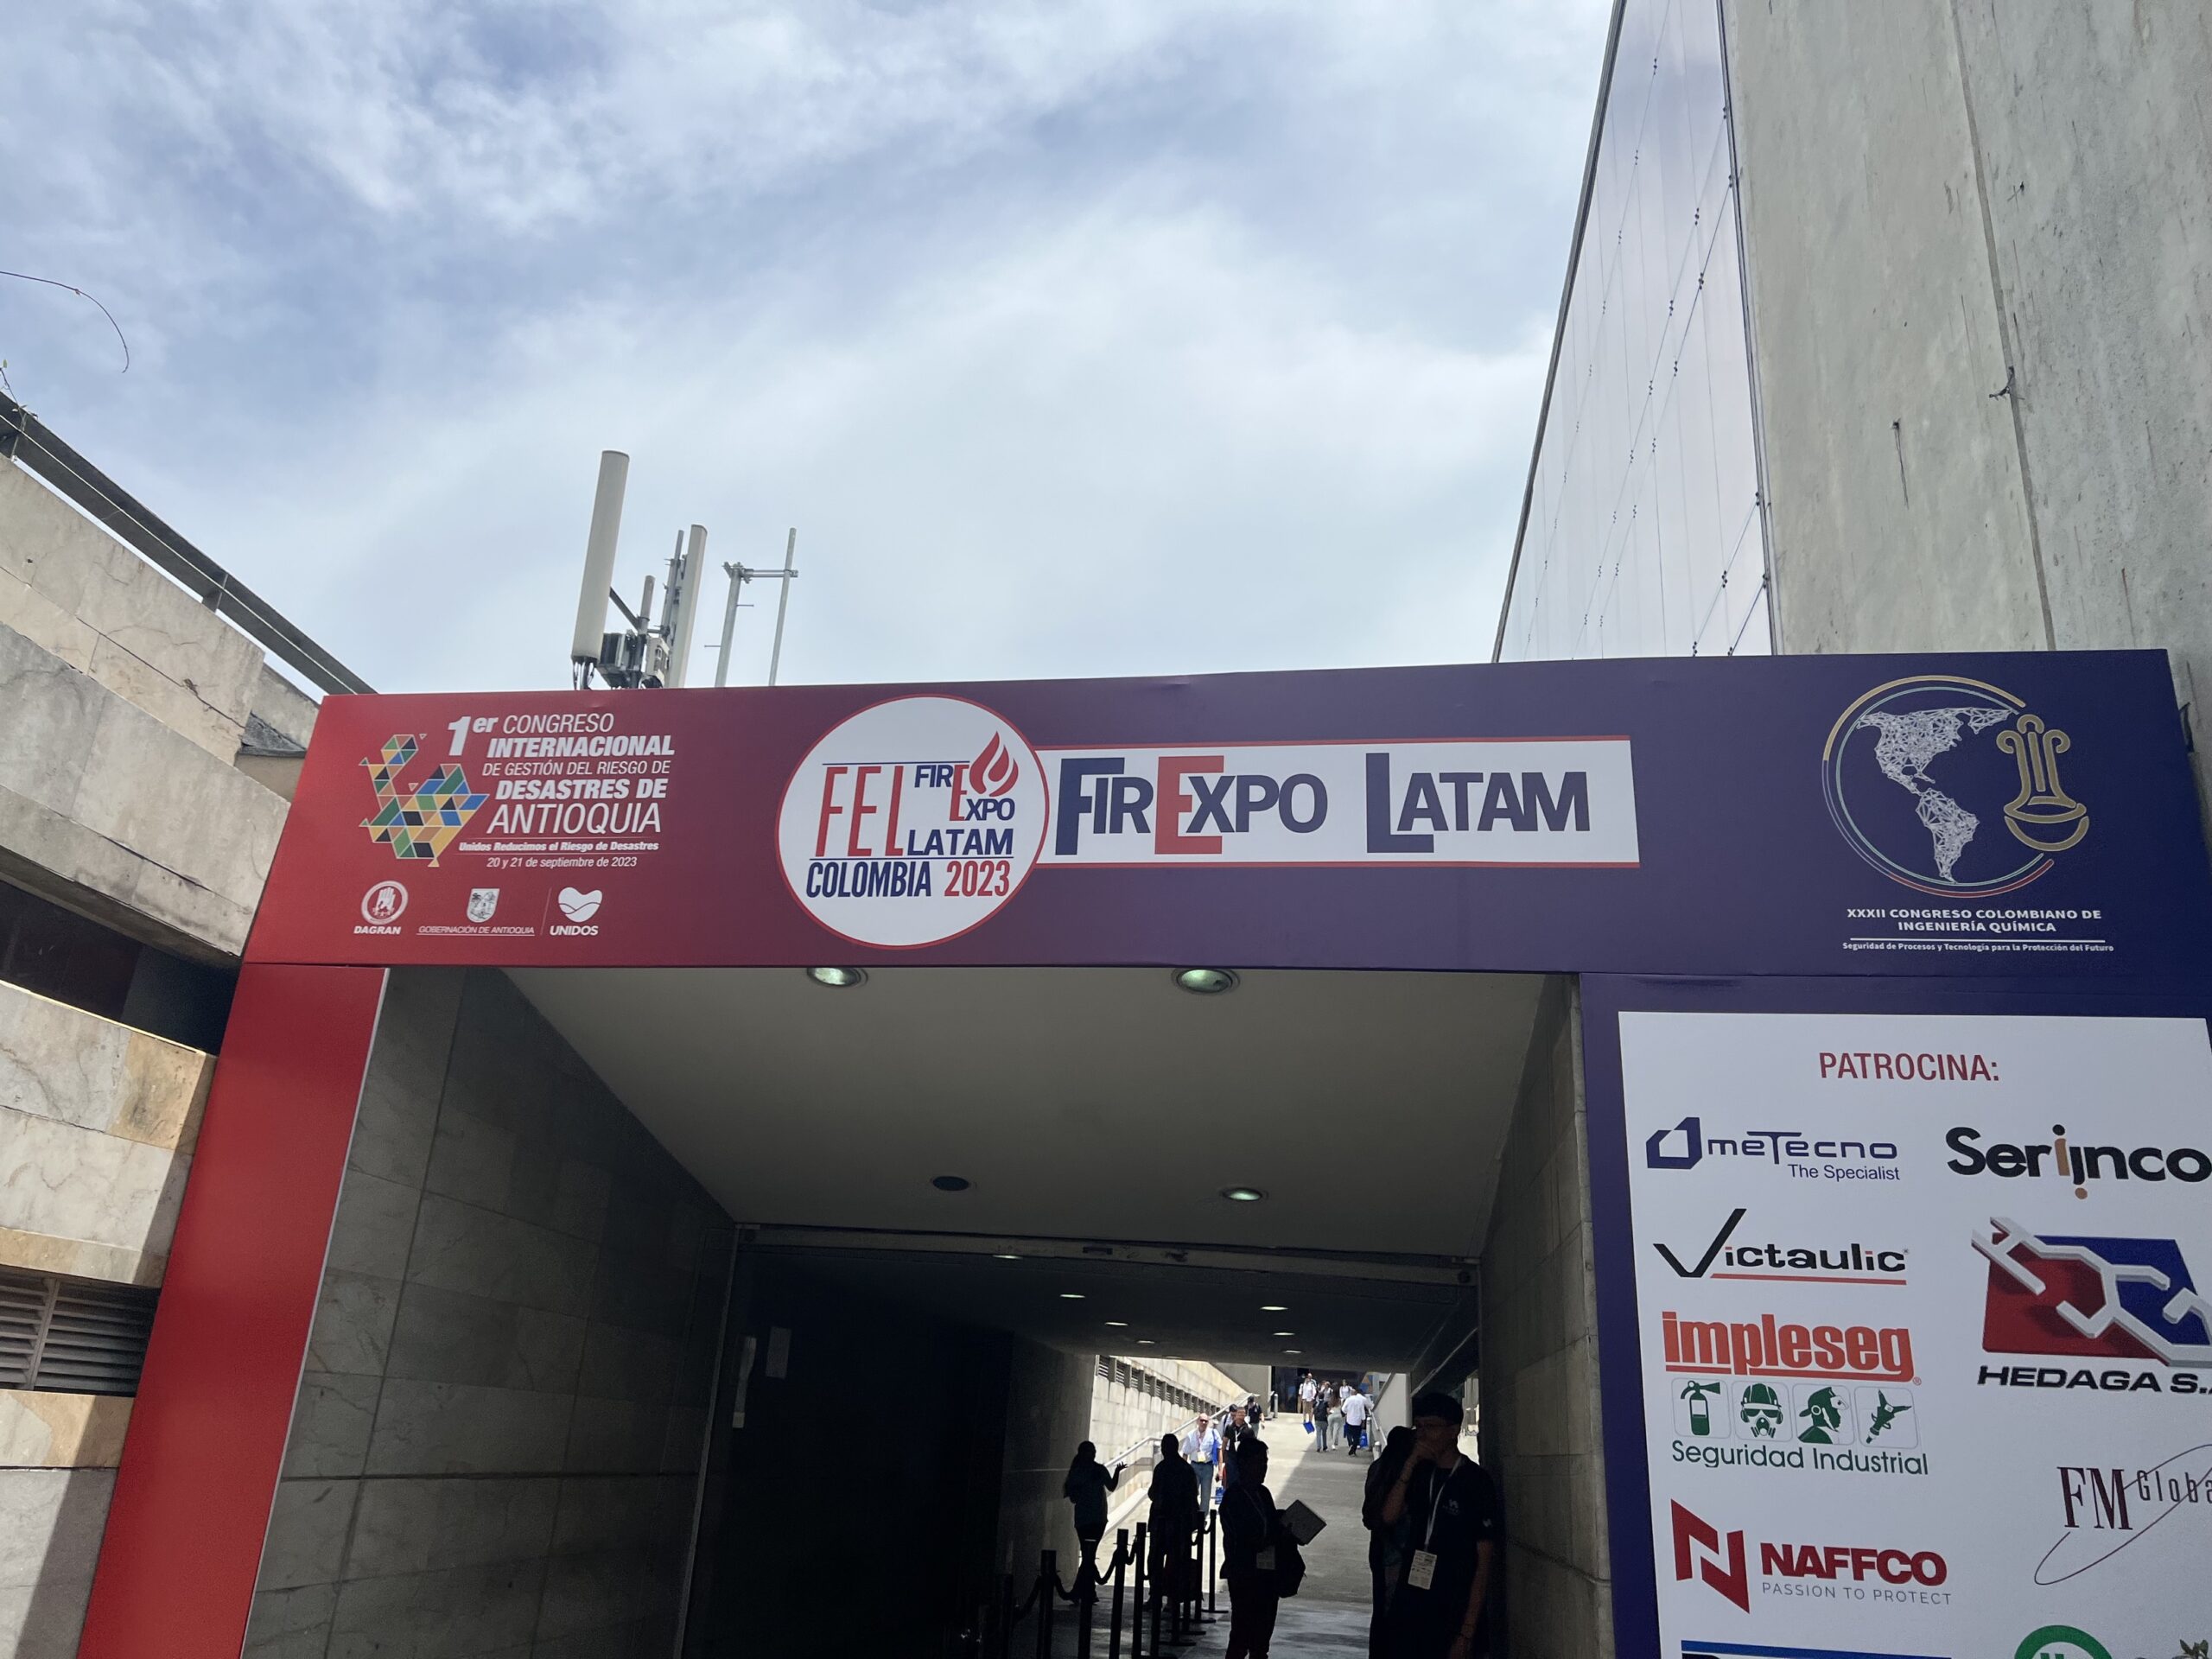 1er CONGRESO
INTERNACIONAL
DE GESTIÓN DEL RIESGO DE
DESASTRES DE
ANTIOQUIA
Unidos Reducimos el Riesgo de Desastres
20 y 21 de septiembre de 2023
DAGRAN
GOBERNACIÓN DE ANTIOQUIA
UNIDOS
FEL FIREXPO
LATAM
COLOMBIA 2023
FIREXPO LATAM
XXXII CONGRESO COLOMBIANO DE
INGENIERÍA QUÍMICA
Seguridad de Procesos y Tecnología para la Protección del Futuro
PATROCINA:
meTecno
The Specialist
Serijnco
Victaulic
impleseg
Seguridad Industrial
HEDAGA S.
NAFFCO
PASSION TO PROTECT
FM Globa